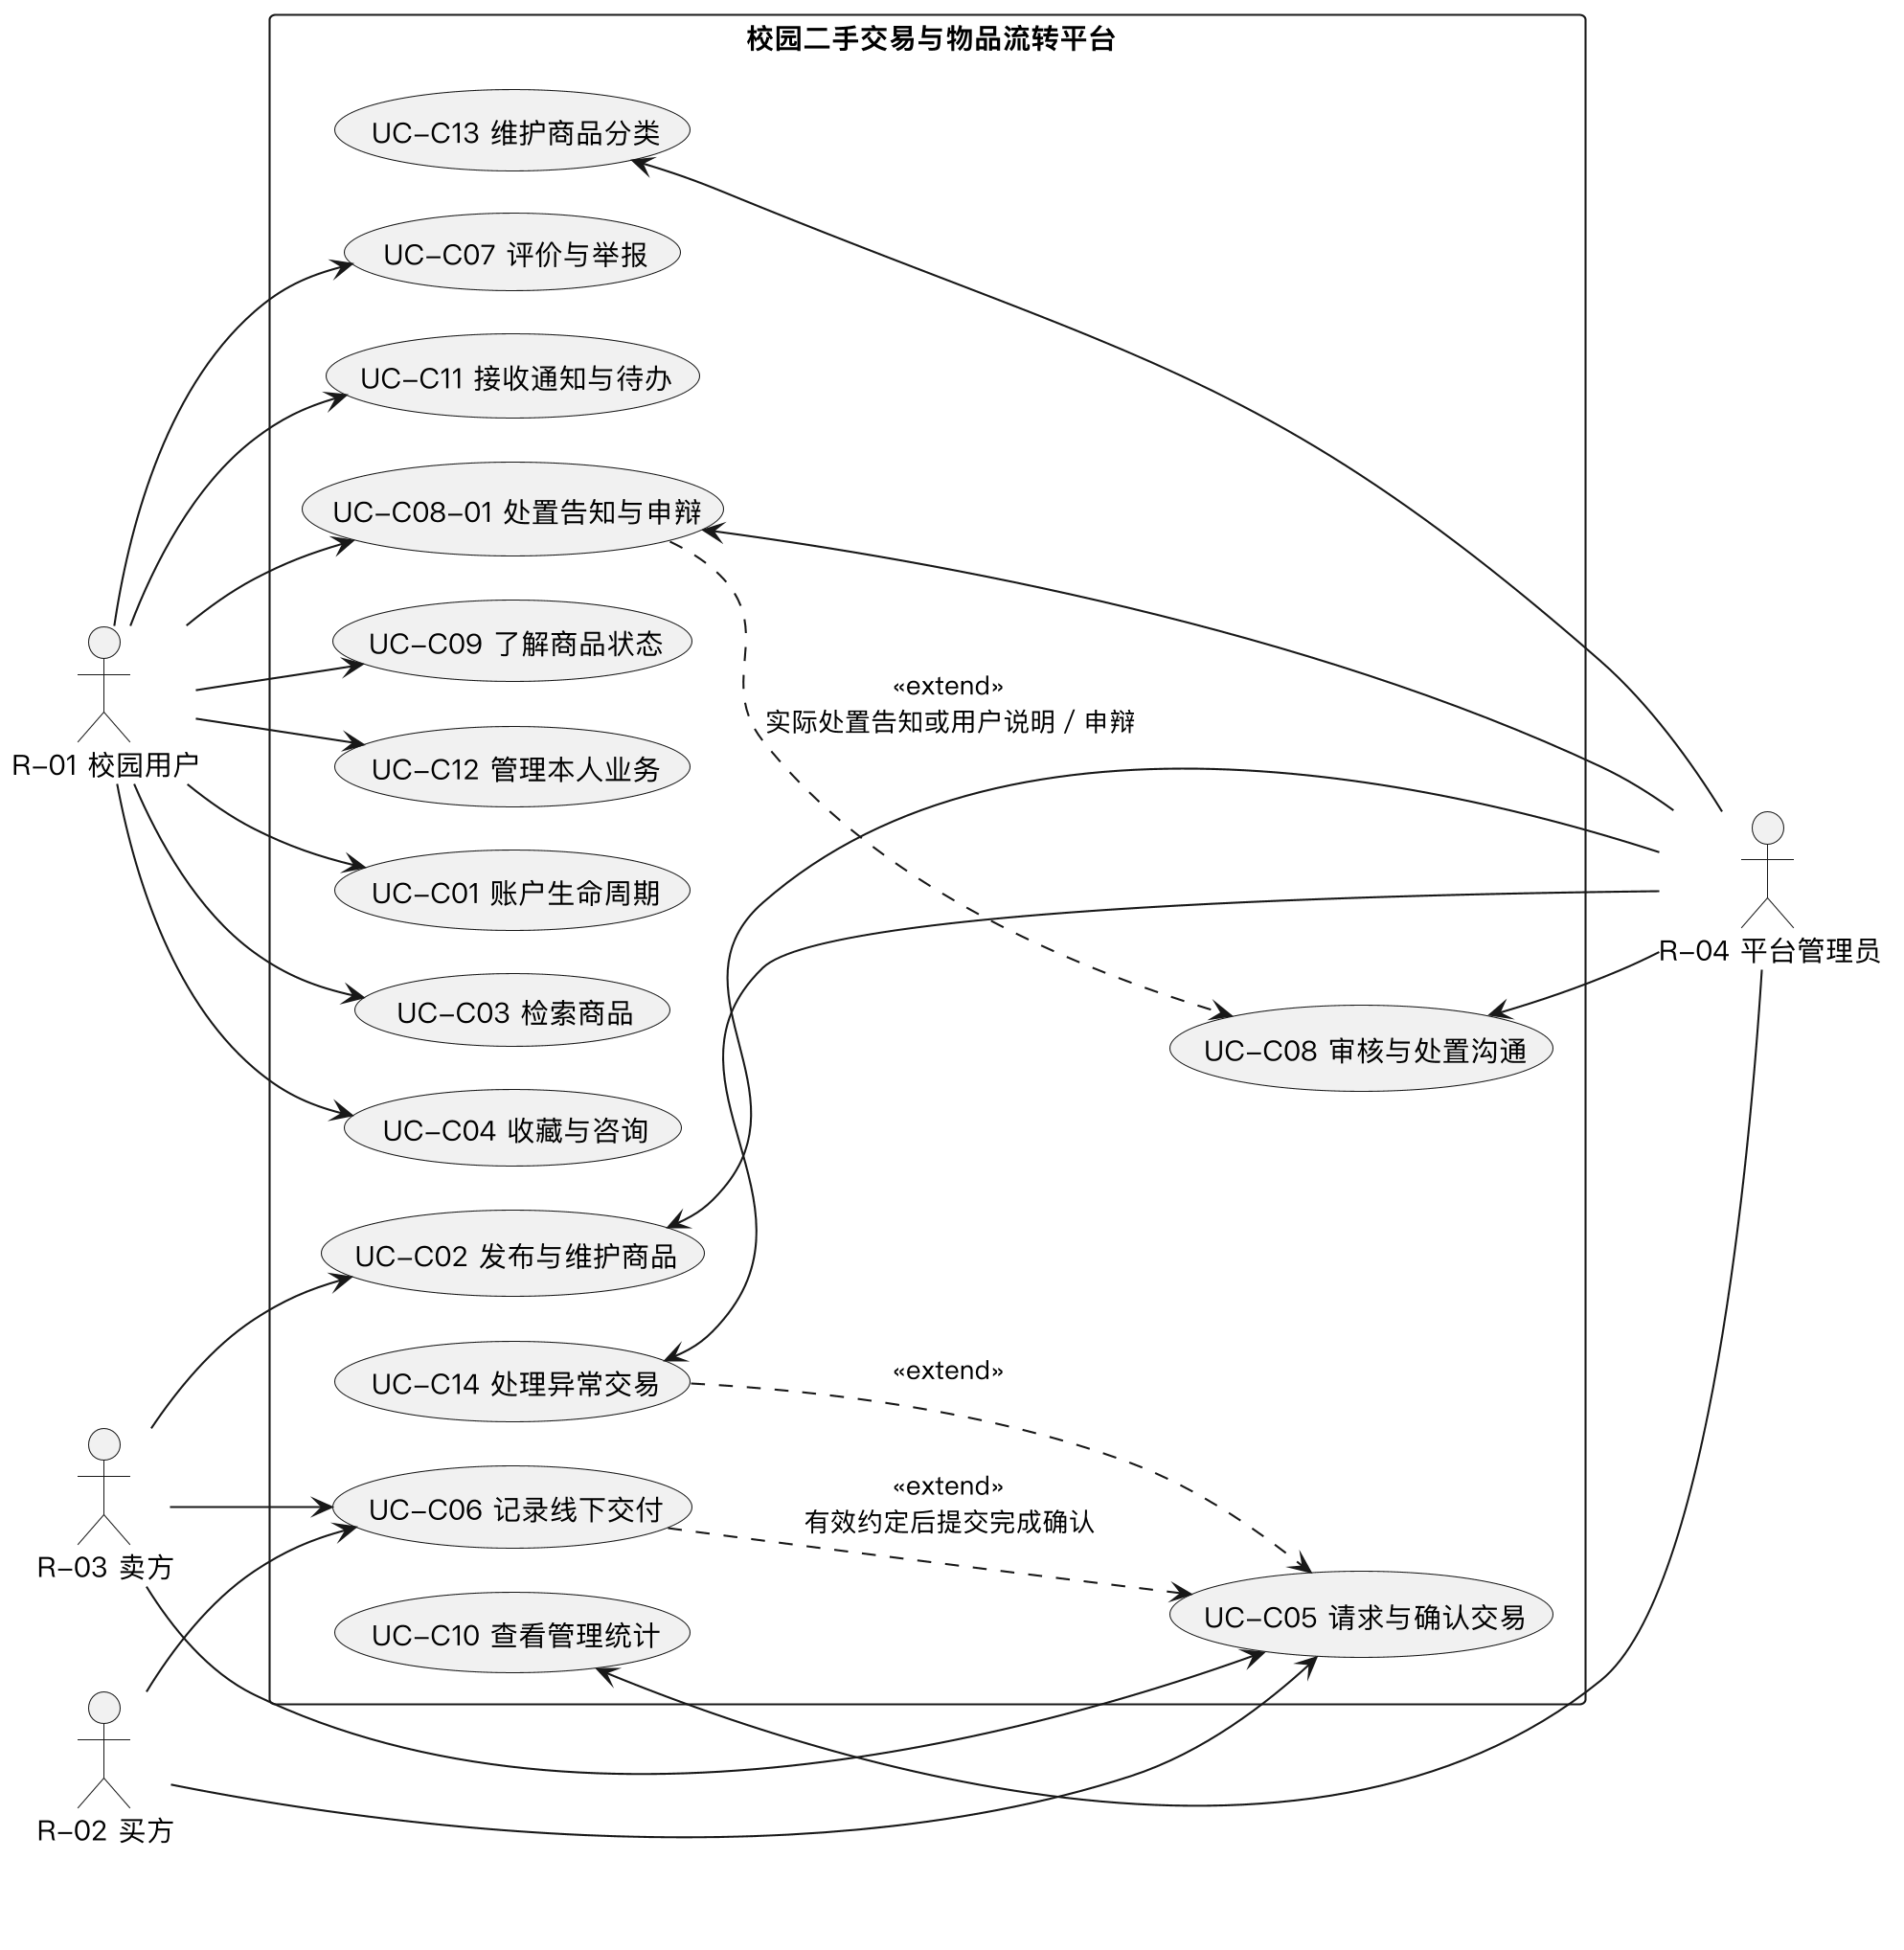 校园二手交易与物品流转平台
UC-C13 维护商品分类
UC-C07 评价与举报
UC-C11 接收通知与待办
UC-C08-01 处置告知与申辩
UC-C09 了解商品状态
«extend»
实际处置告知或用户说明 / 申辩
R-01 校园用户
UC-C12 管理本人业务
UC-C01 账户生命周期
R-04 平台管理员
UC-C03 检索商品
UC-C08 审核与处置沟通
UC-C04 收藏与咨询
UC-C02 发布与维护商品
UC-C14 处理异常交易
«extend»
UC-C06 记录线下交付
«extend»
有效约定后提交完成确认
R-03 卖方
UC-C10 查看管理统计
UC-C05 请求与确认交易
R-02 买方